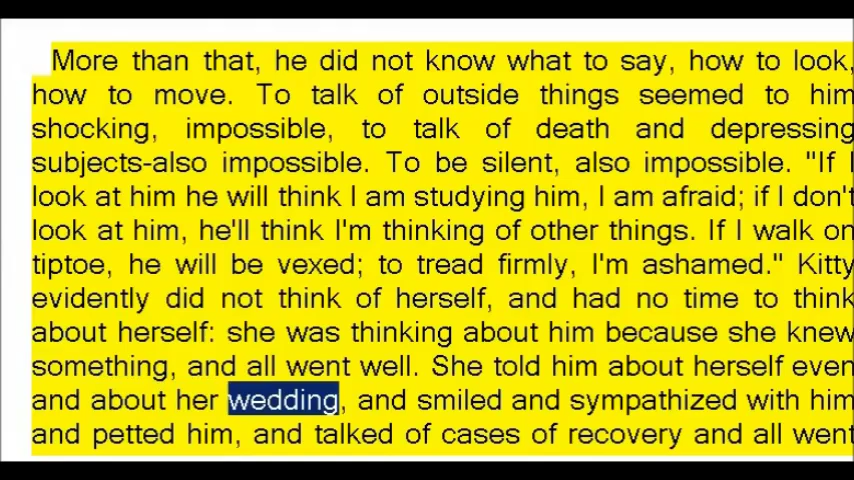 More than that, he did not know what to say, how to look,
how to move. To talk of outside things seemed to him
shocking, impossible, to talk of death and depressing
subjects-also impossible. To be silent, also impossible. "If I
look at him he will think I am studying him, I am afraid; if I don't
look at him, he'll think I'm thinking of other things. If I walk on
tiptoe, he will be vexed; to tread firmly, I'm ashamed." Kitty
evidently did not think of herself, and had no time to think
about herself: she was thinking about him because she knew
something, and all went well. She told him about herself even
and about her wedding, and smiled and sympathized with him
and petted him, and talked of cases of recovery and all went